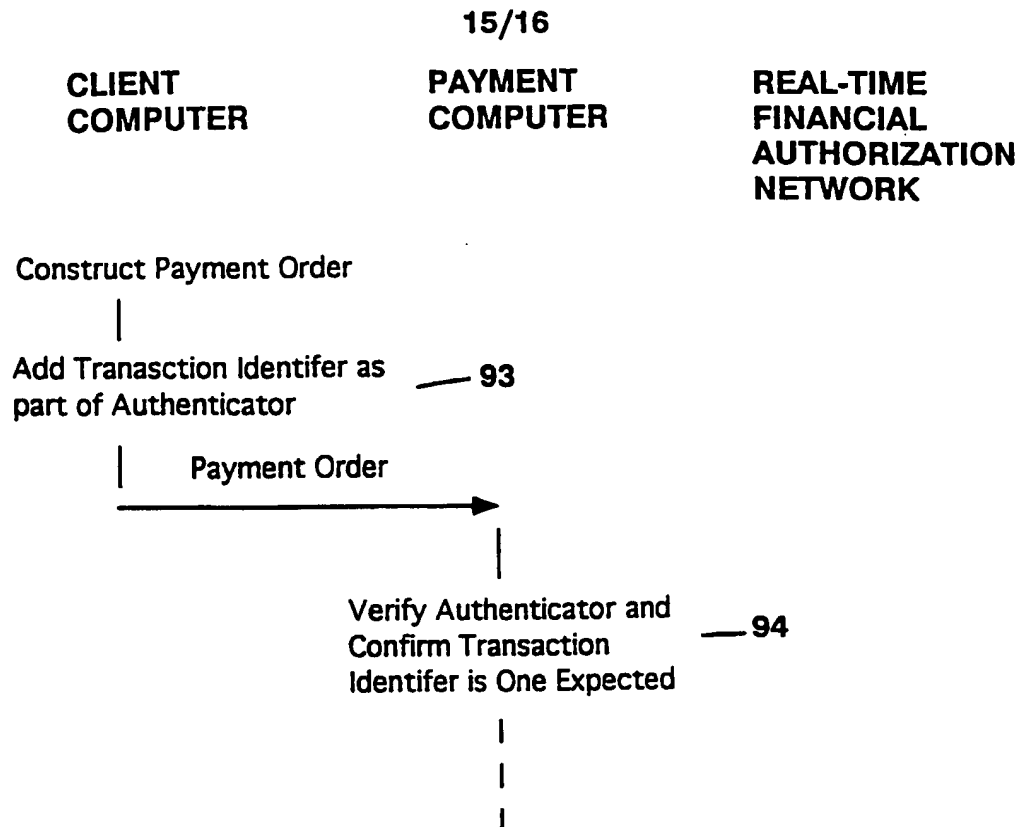 15/16
CLIENT
COMPUTER
PAYMENT
COMPUTER
REAL-TIME
FINANCIAL
AUTHORIZATION
NETWORK
Construct Payment Order
Add Tranasction Identifer as
part of Authenticator
93
Payment Order
Verify Authenticator and
Confirm Transaction
Identifer is One Expected
94